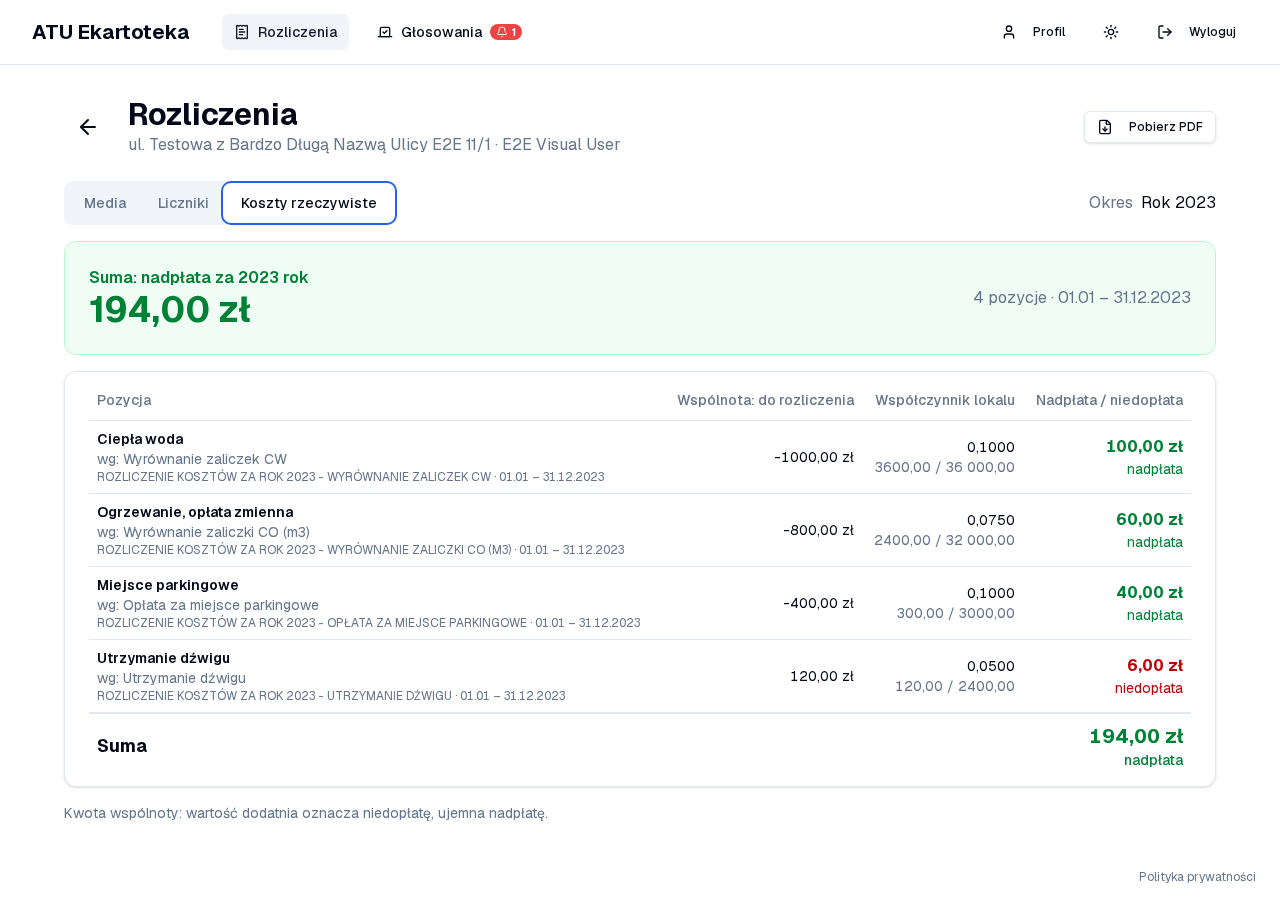 ATU Ekartoteka
Rozliczenia
Głosowania
1
Profil
Wyloguj
Rozliczenia
ul. Testowa z Bardzo Długą Nazwą Ulicy E2E 11/1 · E2E Visual User
Pobierz PDF
Media
Liczniki
Koszty rzeczywiste
Okres Rok 2023
Suma: nadpłata za 2023 rok
194,00 zł
4 pozycje · 01.01 – 31.12.2023
Pozycja
Wspólnota: do rozliczenia
Współczynnik lokalu
Nadpłata / niedopłata
Ciepła woda
wg: Wyrównanie zaliczek CW
ROZLICZENIE KOSZTÓW ZA ROK 2023 - WYRÓWNANIE ZALICZEK CW · 01.01 – 31.12.2023
-1000,00 zł
0,1000
3600,00 / 36 000,00
100,00 zł
nadpłata
Ogrzewanie, opłata zmienna
wg: Wyrównanie zaliczki CO (m3)
ROZLICZENIE KOSZTÓW ZA ROK 2023 - WYRÓWNANIE ZALICZKI CO (M3) · 01.01 – 31.12.2023
-800,00 zł
0,0750
2400,00 / 32 000,00
60,00 zł
nadpłata
Miejsce parkingowe
wg: Opłata za miejsce parkingowe
ROZLICZENIE KOSZTÓW ZA ROK 2023 - OPŁATA ZA MIEJSCE PARKINGOWE · 01.01 – 31.12.2023
-400,00 zł
0,1000
300,00 / 3000,00
40,00 zł
nadpłata
Utrzymanie dźwigu
wg: Utrzymanie dźwigu
ROZLICZENIE KOSZTÓW ZA ROK 2023 - UTRZYMANIE DŹWIGU · 01.01 – 31.12.2023
120,00 zł
0,0500
120,00 / 2400,00
6,00 zł
niedopłata
Suma
194,00 zł
nadpłata
Kwota wspólnoty: wartość dodatnia oznacza niedopłatę, ujemna nadpłatę.
Polityka prywatności